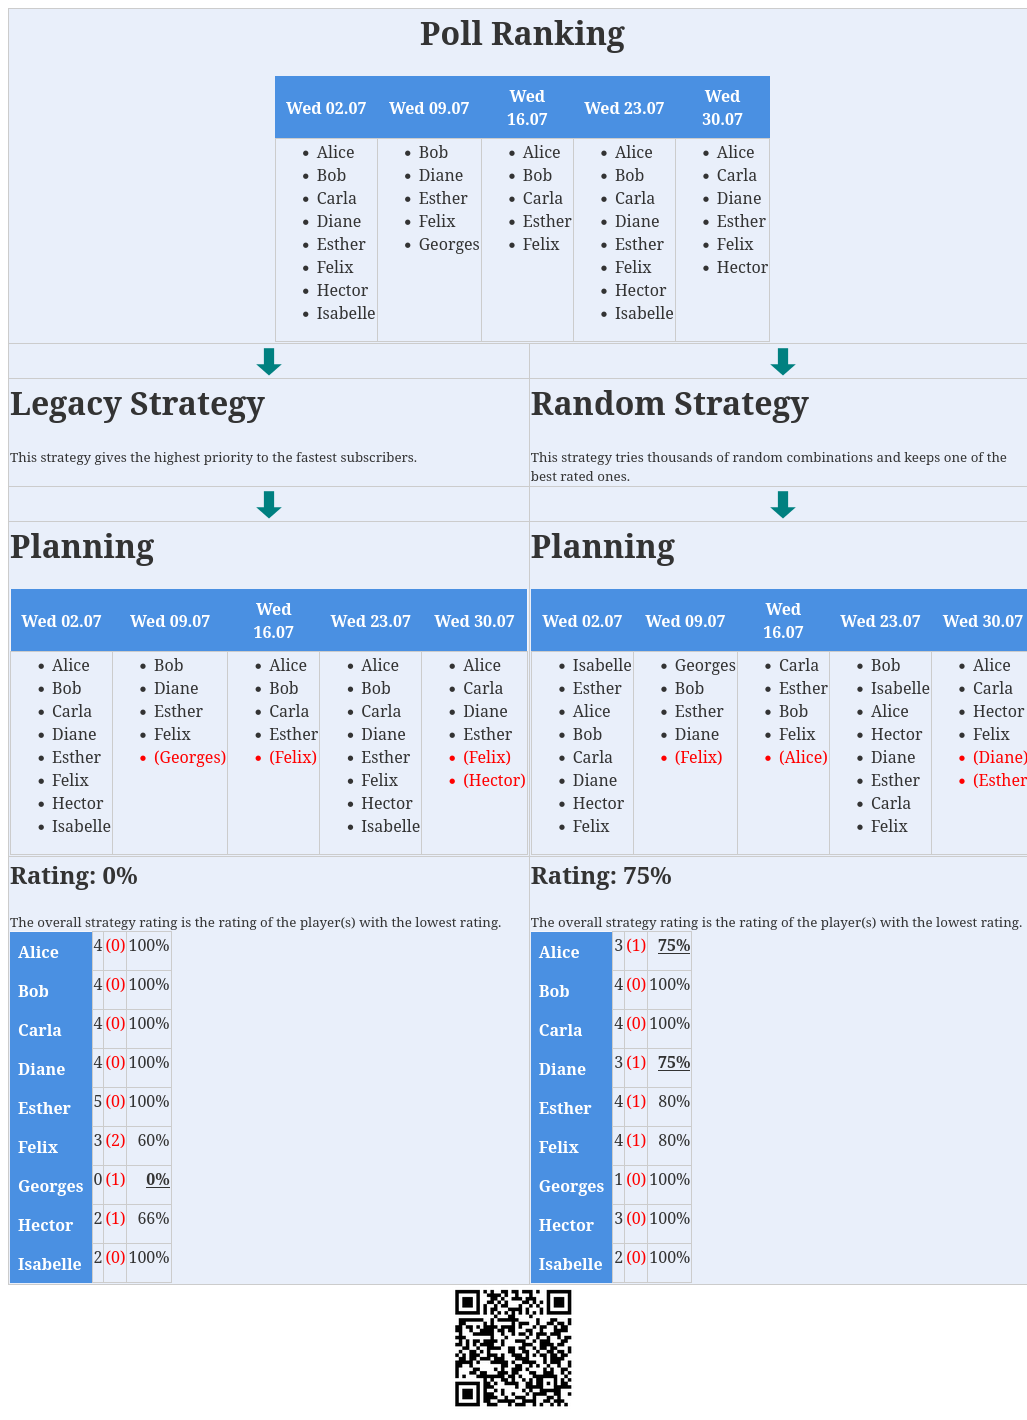 Poll Ranking
Wed 02.07 Wed 09.07 Wed 16.07 Wed 23.07 Wed 30.07
Alice
Bob
Carla
Diane
Esther
Felix
Hector
Isabelle
Bob
Diane
Esther
Felix
Georges
Alice
Bob
Carla
Esther
Felix
Alice
Bob
Carla
Diane
Esther
Felix
Hector
Isabelle
Alice
Carla
Diane
Esther
Felix
Hector
Legacy Strategy
This strategy gives the highest priority to the fastest subscribers.
Random Strategy
This strategy tries thousands of random combinations and keeps one of the
best rated ones.
Planning
Wed 02.07 Wed 09.07 Wed 16.07 Wed 23.07 Wed 30.07
Alice
Bob
Carla
Diane
Esther
Felix
Hector
Isabelle
Bob
Diane
Esther
Felix
(Georges)
Alice
Bob
Carla
Esther
(Felix)
Alice
Bob
Carla
Diane
Esther
Felix
Hector
Isabelle
Alice
Carla
Diane
Esther
(Felix)
(Hector)
Planning
Wed 02.07 Wed 09.07 Wed 16.07 Wed 23.07 Wed 30.07
Isabelle
Esther
Alice
Bob
Carla
Diane
Hector
Felix
Georges
Bob
Esther
Diane
(Felix)
Carla
Esther
Bob
Felix
(Alice)
Bob
Isabelle
Alice
Hector
Diane
Esther
Carla
Felix
Alice
Carla
Hector
Felix
(Diane)
(Esther
Rating: 0%
The overall strategy rating is the rating of the player(s) with the lowest rating.
Alice 4 (0) 100%
Bob 4 (0) 100%
Carla 4 (0) 100%
Diane 4 (0) 100%
Esther 5 (0) 100%
Felix 3 (2) 60%
Georges 0 (1) 0%
Hector 2 (1) 66%
Isabelle 2 (0) 100%
Rating: 75%
The overall strategy rating is the rating of the player(s) with the lowest rating.
Alice 3 (1) 75%
Bob 4 (0) 100%
Carla 4 (0) 100%
Diane 3 (1) 75%
Esther 4 (1) 80%
Felix 4 (1) 80%
Georges 1 (0) 100%
Hector 3 (0) 100%
Isabelle 2 (0) 100%